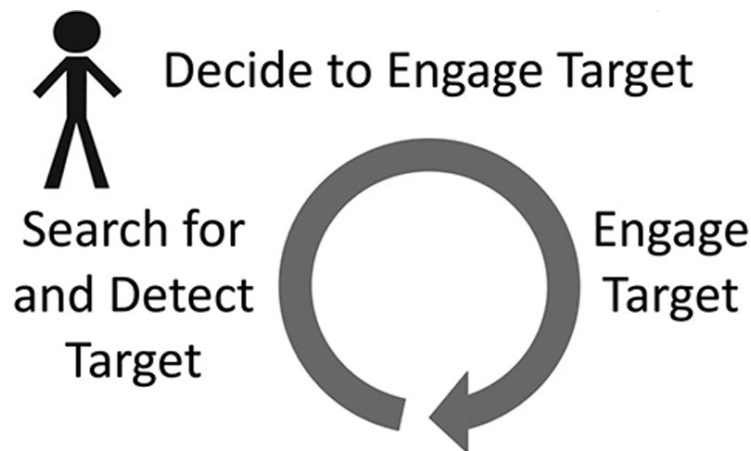 Decide to Engage Target
Search for
and Detect
Target
Engage
Target